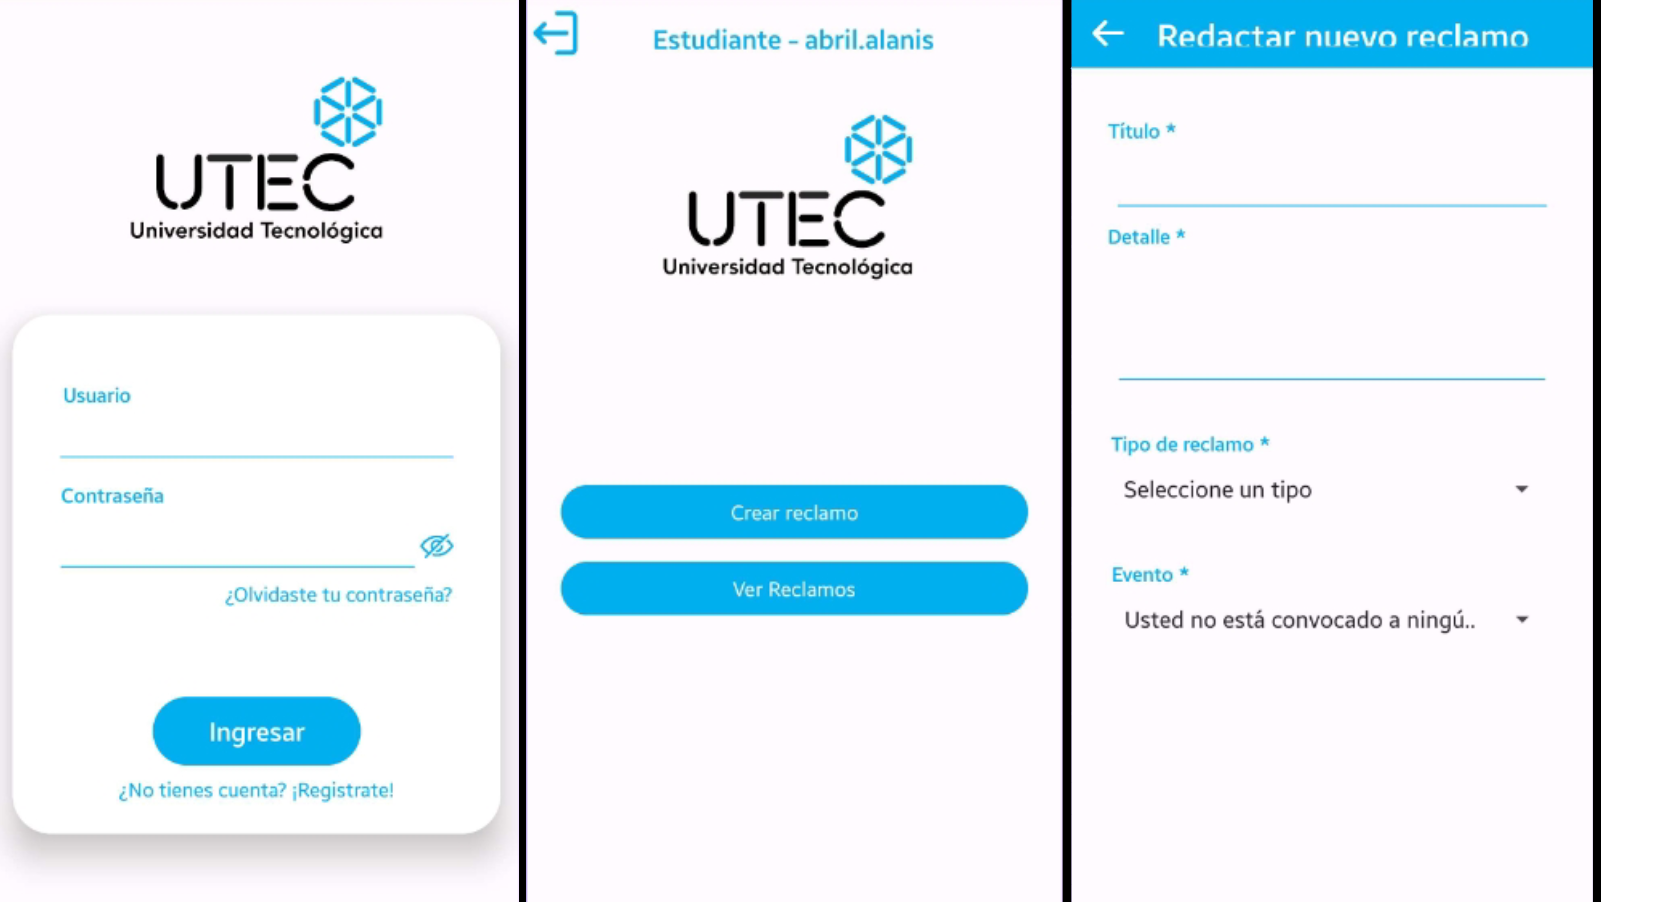 UTEC
Universidad Tecnológica
Usuario
Contraseña
¿Olvidaste tu contraseña?
Ingresar
¿No tienes cuenta? ¡Registrate!
Estudiante - abril.alanis
UTEC
Universidad Tecnológica
Crear reclamo
Ver Reclamos
Redactar nuevo reclamo
Título *
Detalle *
Tipo de reclamo *
Seleccione un tipo
Evento *
Usted no está convocado a ningú..